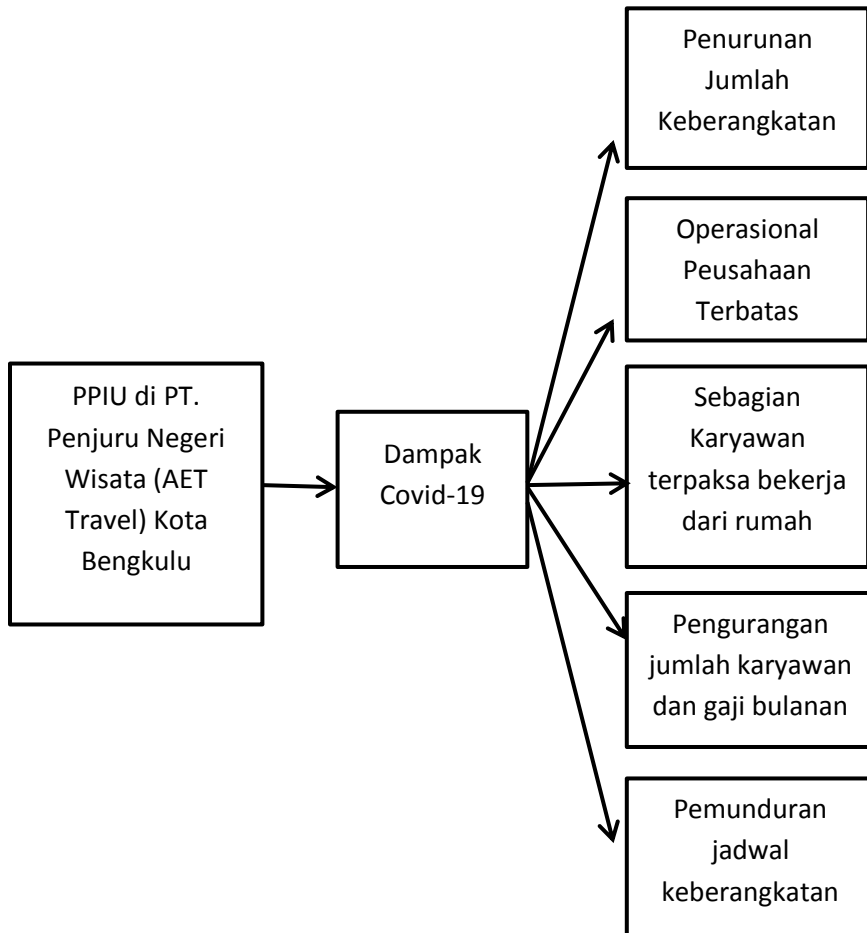 PPIU di PT.
Penjuru Negeri
Wisata (AET
Travel) Kota
Bengkulu
Dampak
Covid-19
Penurunan
Jumlah
Keberangkatan
Operasional
Peusahaan
Terbatas
Sebagian
Karyawan
terpaksa bekerja
dari rumah
Pengurangan
jumlah karyawan
dan gaji bulanan
Pemunduran
jadwal
keberangkatan